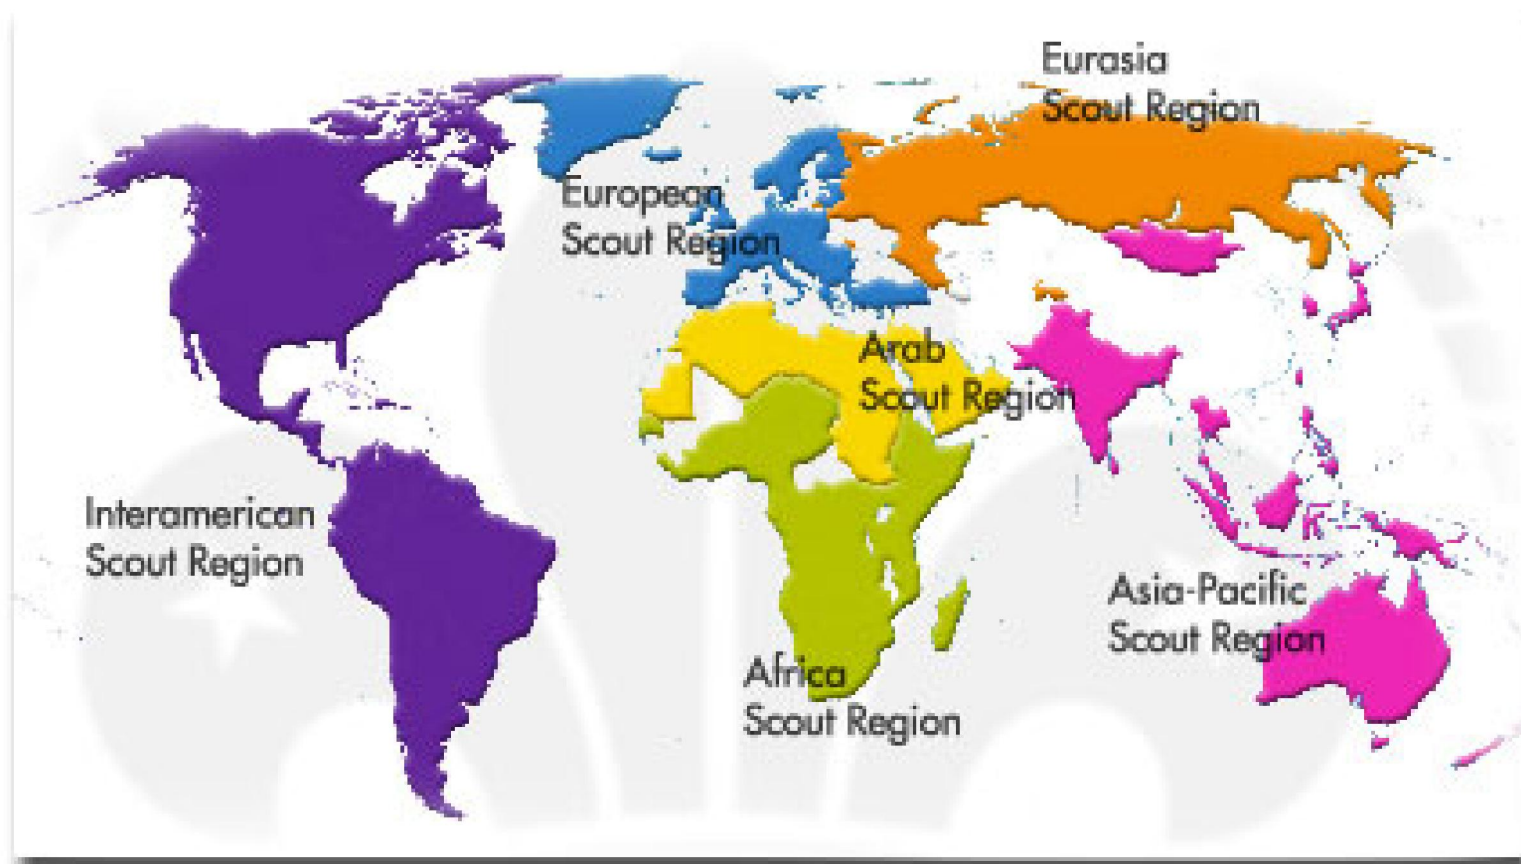 Eurasia
Scout Region
European
Scout Region
Arab
Scout Region
Interamerican
Scout Region
Asia-Pacific
Scout Region
Africa
Scout Region